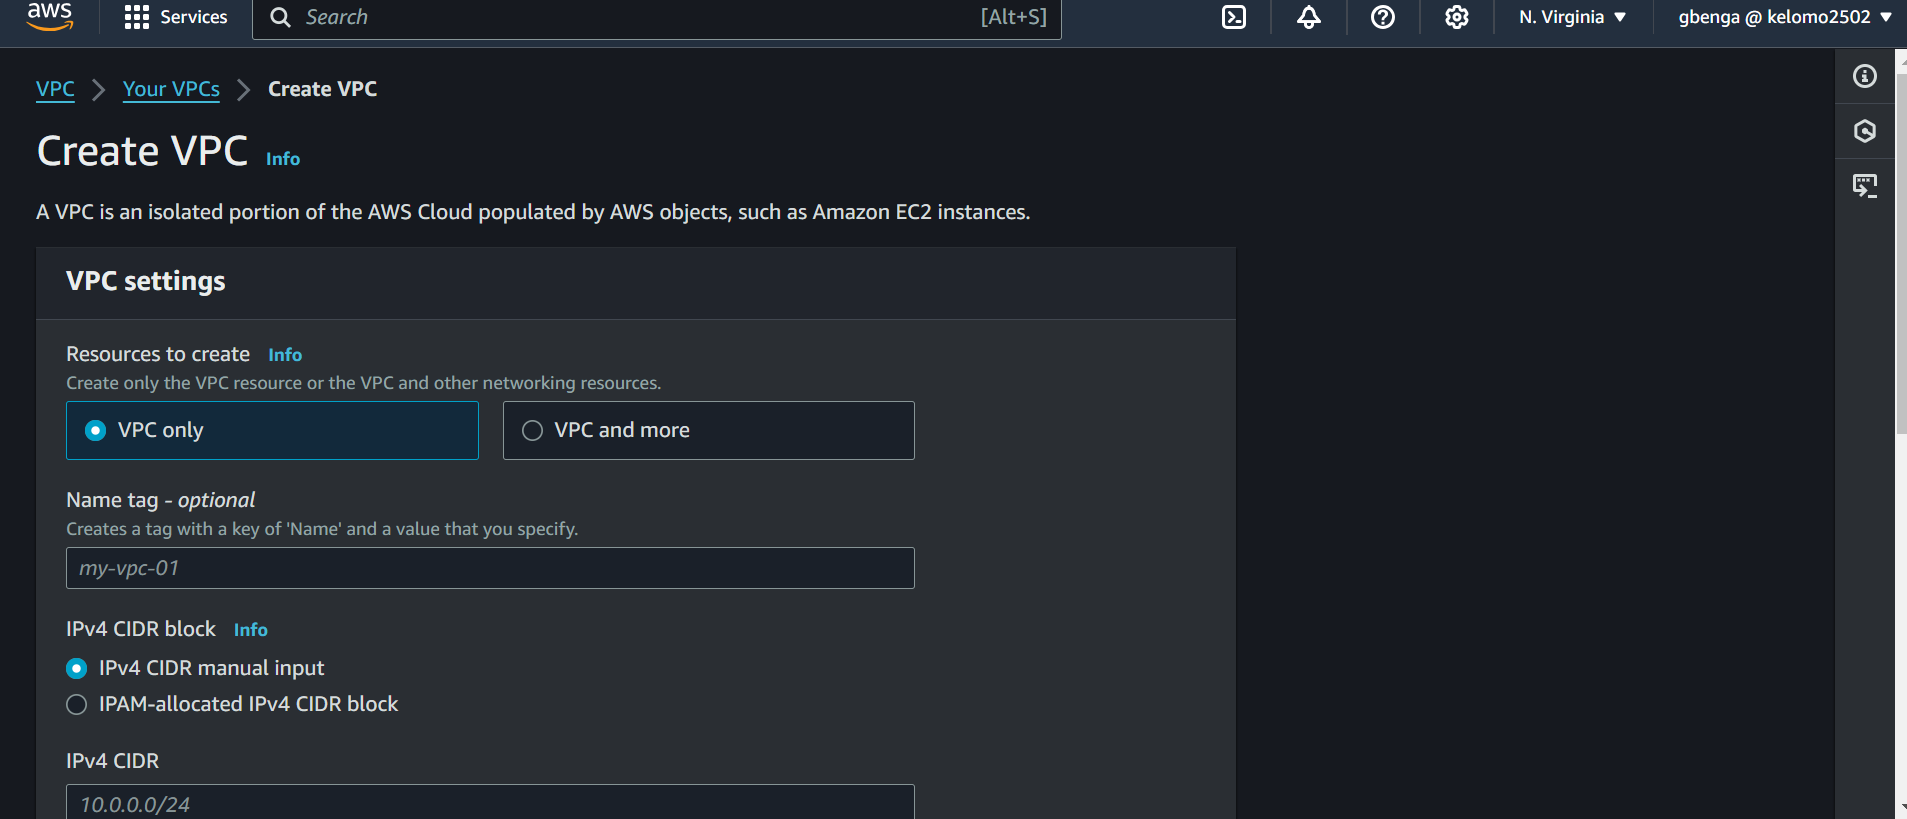 aws Services Search [Alt+S] N. Virginia gbenga @ kelomo2502
VPC Your VPCs Create VPC
Create VPC Info
A VPC is an isolated portion of the AWS Cloud populated by AWS objects, such as Amazon EC2 instances.
VPC settings
Resources to create Info
Create only the VPC resource or the VPC and other networking resources.
VPC only VPC and more
Name tag - optional
Creates a tag with a key of 'Name' and a value that you specify.
my-vpc-01
IPv4 CIDR block Info
IPv4 CIDR manual input
IPAM-allocated IPv4 CIDR block
IPv4 CIDR
10.0.0.0/24